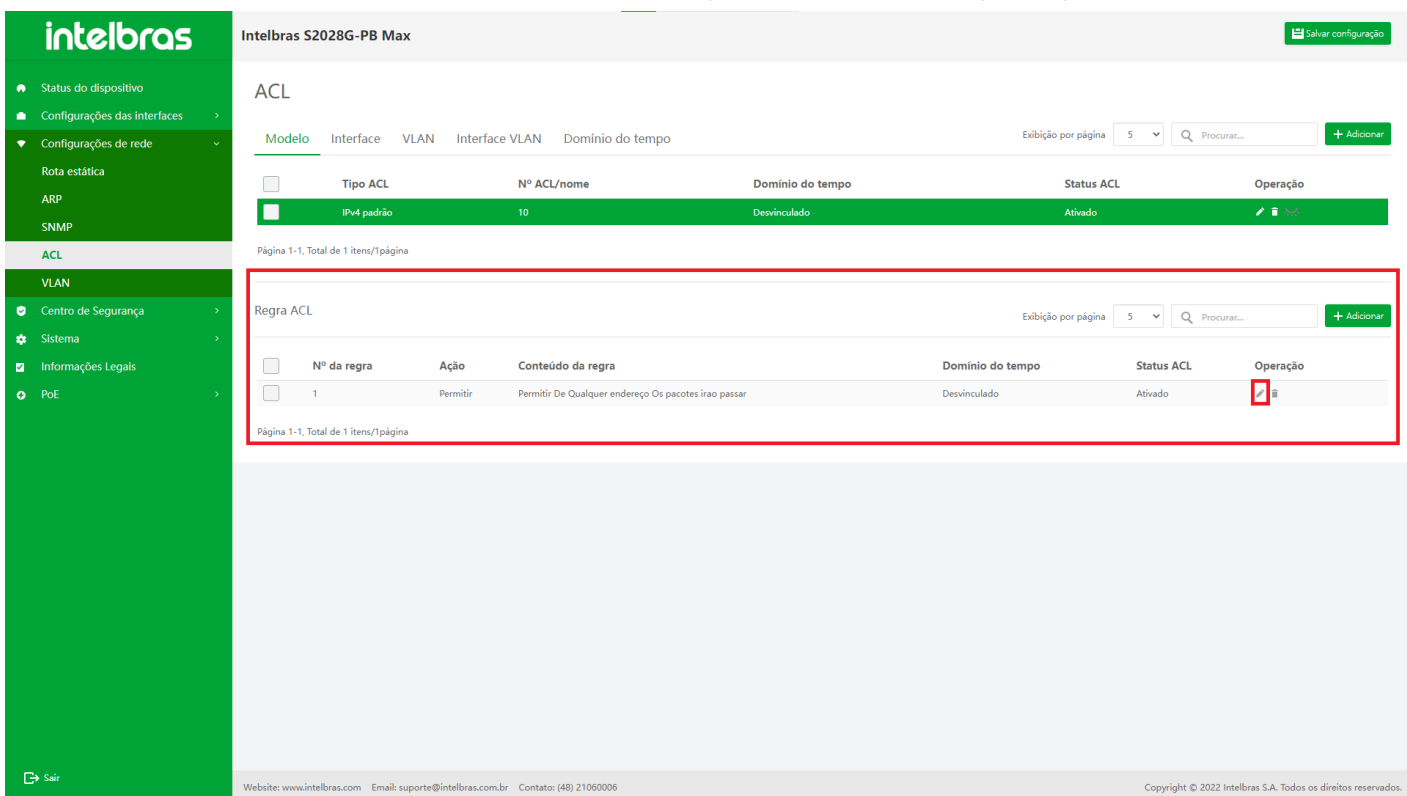 intelbras
Intelbras S2028G-PB Max
Salvar configuração
Status do dispositivo
Configurações das interfaces
Configurações de rede
Rota estática
ARP
SNMP
ACL
VLAN
Centro de Segurança
Sistema
Informações Legais
PoE
Sair
ACL
Modelo Interface VLAN Interface VLAN Domínio do tempo
Exibição por página 5 Procurar... + Adicionar
Tipo ACL Nº ACL/nome Domínio do tempo Status ACL Operação
IPv4 padrão 10 Desvinculado Ativado
Página 1-1, Total de 1 itens/1página
Regra ACL
Exibição por página 5 Procurar... + Adicionar
Nº da regra Ação Conteúdo da regra Domínio do tempo Status ACL Operação
1 Permitir Permitir De Qualquer endereço Os pacotes irao passar Desvinculado Ativado
Página 1-1, Total de 1 itens/1página
Website: www.intelbras.com Email: suporte@intelbras.com.br Contato: (48) 21060006
Copyright © 2022 Intelbras S.A. Todos os direitos reservados.